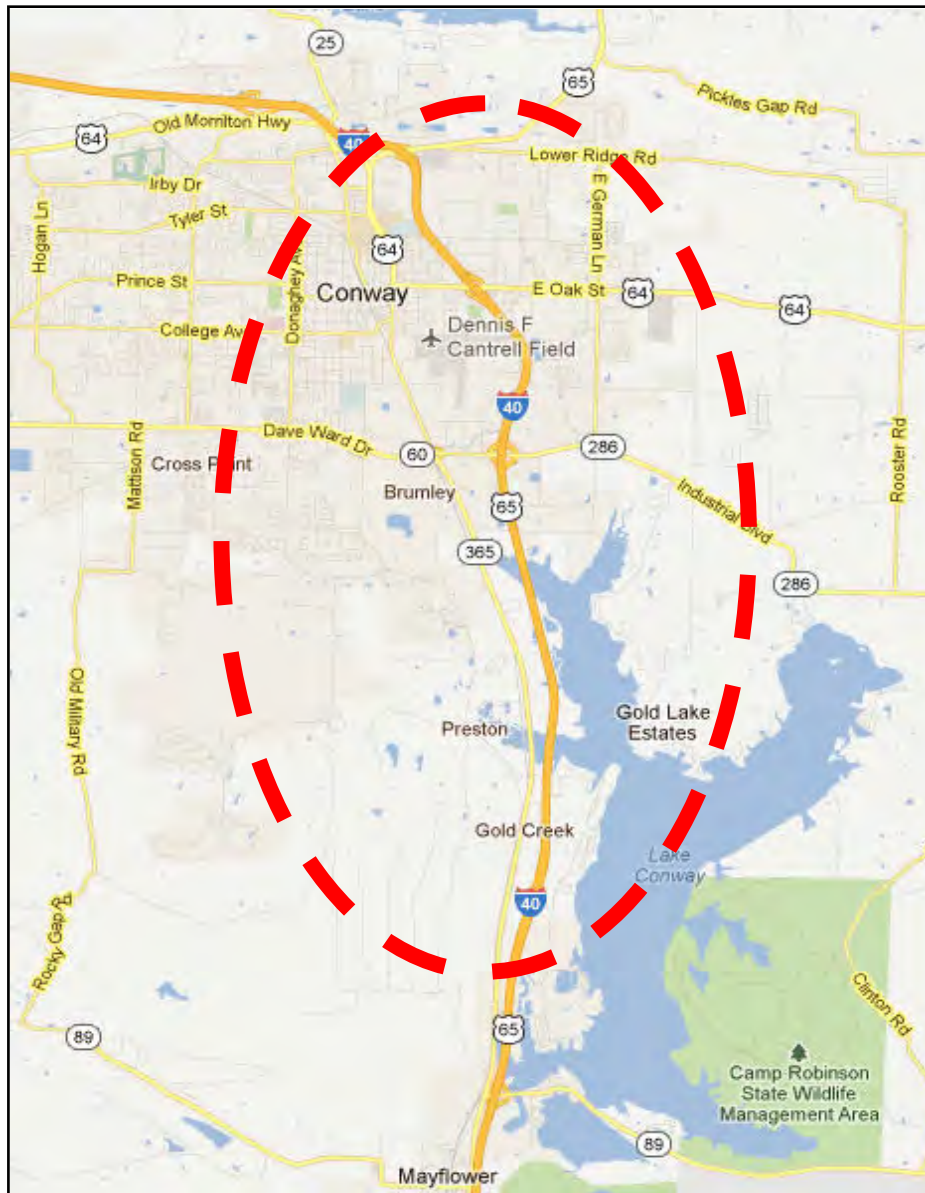 25
65
Pickles Gap Rd
64
Old Morrilton Hwy
40
Lower Ridge Rd
Irby Dr
Tyler St
Hogan Ln
E German Ln
64
Prince St
Conway
E Oak St
64
64
Donaghey Av
College Av
Dennis F
Cantrell Field
40
Mattison Rd
Dave Ward Dr
60
286
Rooster Rd
Cross Point
Brumley
65
Industrial Blvd
365
286
Old Military Rd
Preston
Gold Lake
Estates
Gold Creek
Lake
Conway
40
Rocky Gap Rd
Clinton Rd
65
89
Camp Robinson
State Wildlife
Management Area
89
Mayflower